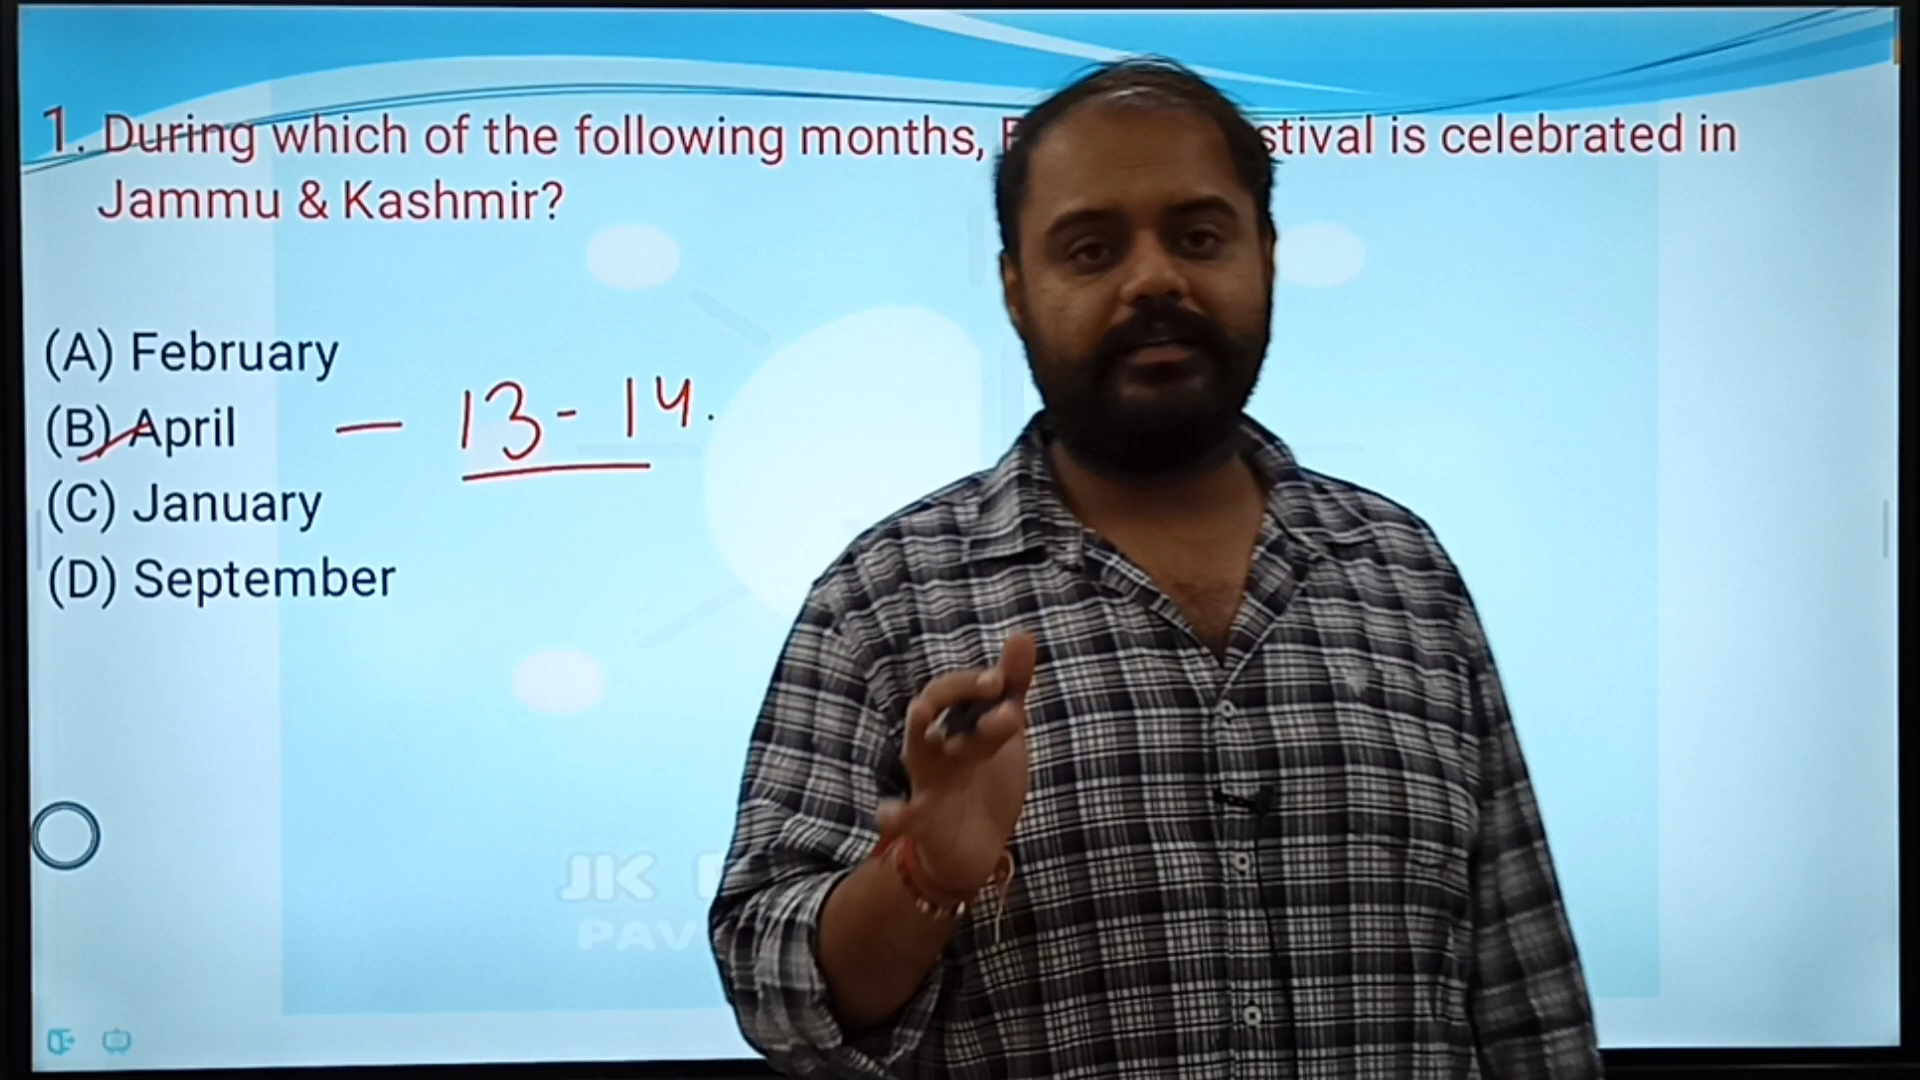 1. During which of the following months, stival is celebrated in
Jammu & Kashmir?
(A) February
(B) April — 13-14.
(C) January
(D) September
JK
PAV